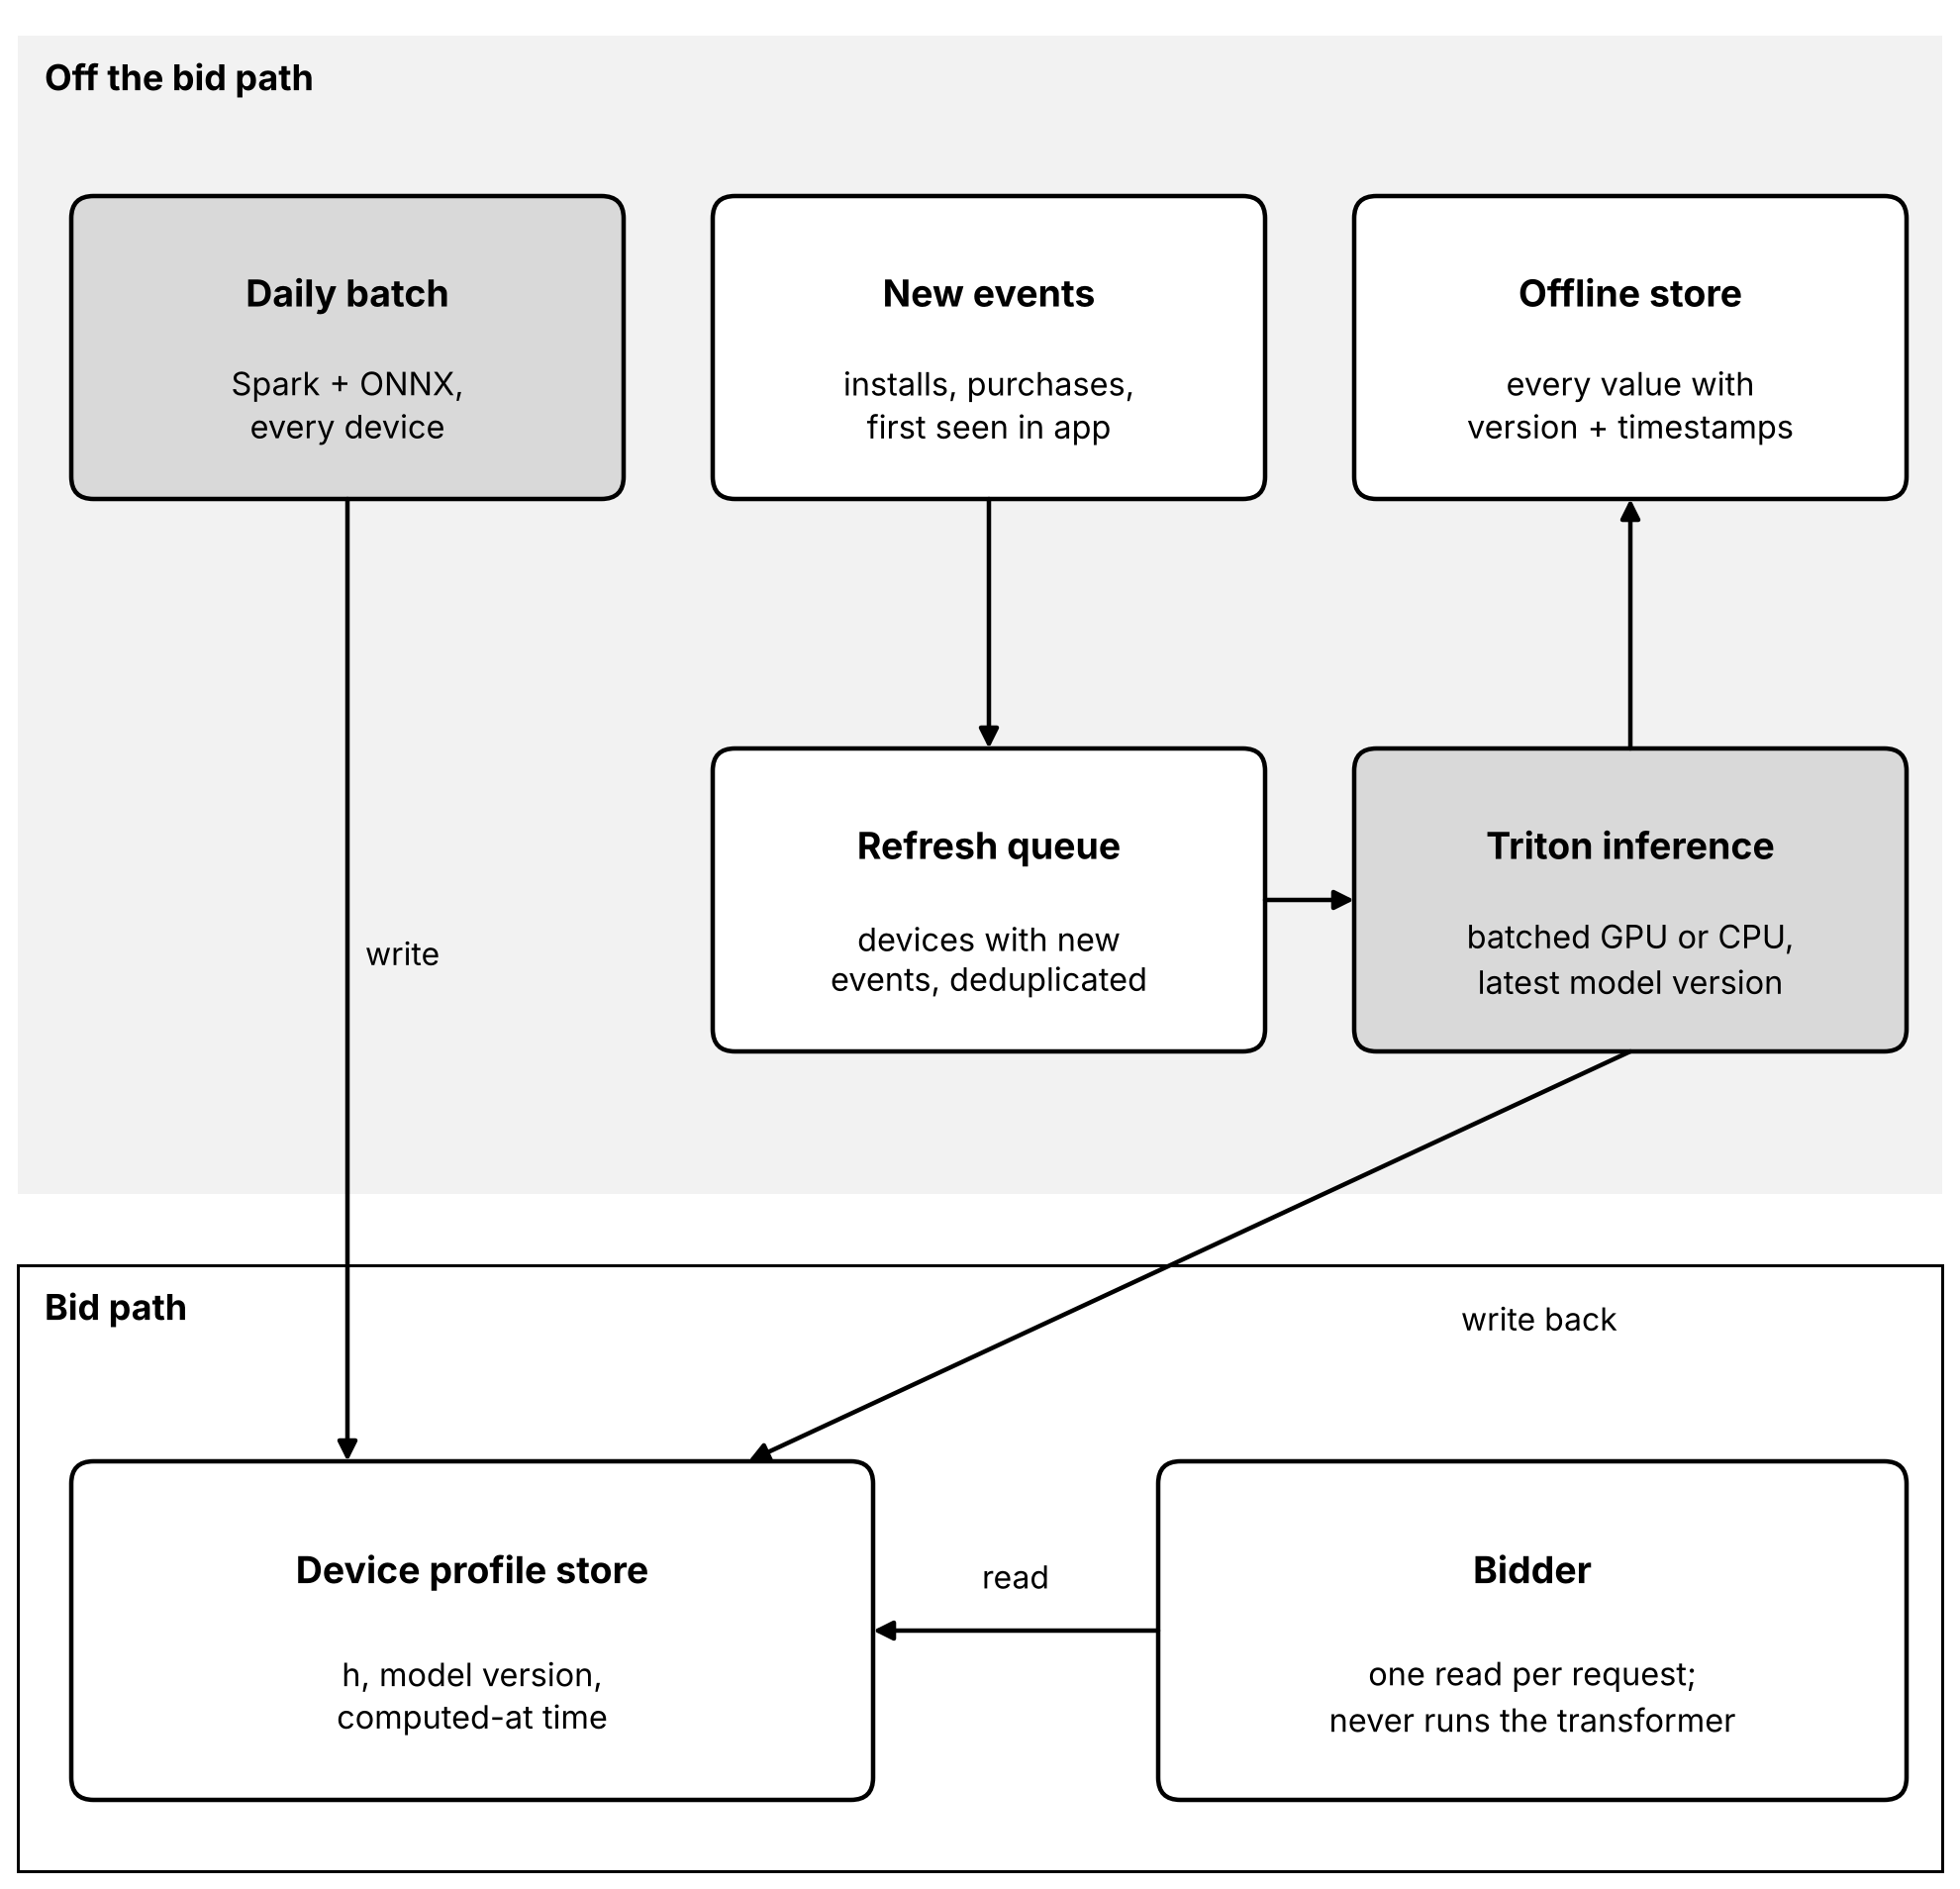 Off the bid path
Daily batch
Spark + ONNX,
every device
New events
installs, purchases,
first seen in app
Offline store
every value with
version + timestamps
Refresh queue
devices with new
events, deduplicated
Triton inference
batched GPU or CPU,
latest model version
write
Bid path
write back
Device profile store
h, model version,
computed-at time
read
Bidder
one read per request;
never runs the transformer